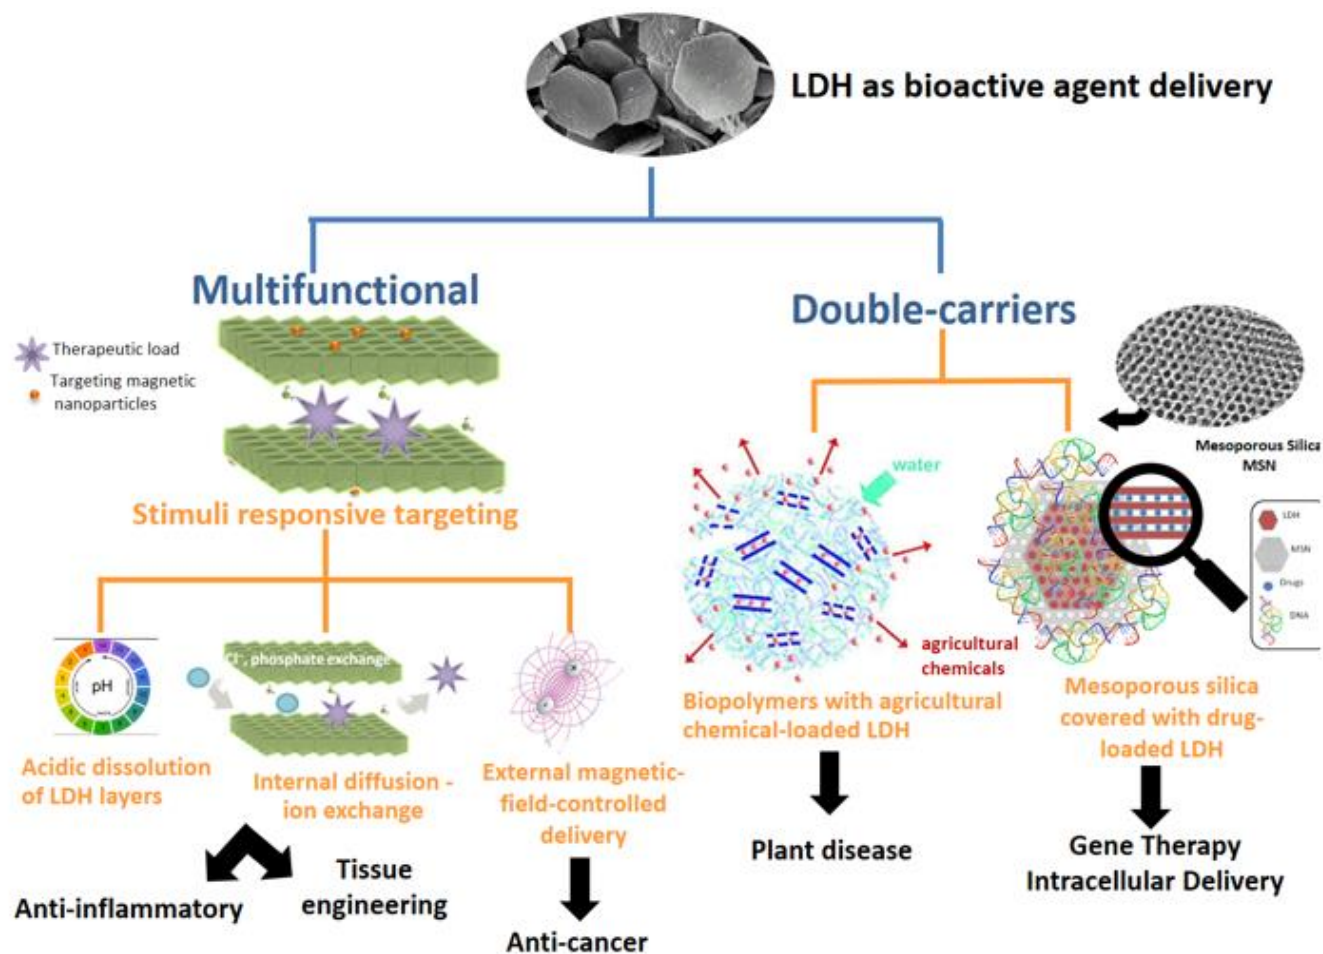 LDH as bioactive agent delivery
Multifunctional
Therapeutic load
Targeting magnetic
nanoparticles
Stimuli responsive targeting
pH
Cl⁻, phosphate exchange
Acidic dissolution
of LDH layers
Internal diffusion -
ion exchange
External magnetic-
field-controlled
delivery
Anti-inflammatory
Tissue
engineering
Anti-cancer
Double-carriers
Mesoporous Silica
MSN
water
agricultural
chemicals
LDH
MSN
Drugs
DNA
Biopolymers with agricultural
chemical-loaded LDH
Mesoporous silica
covered with drug-
loaded LDH
Plant disease
Gene Therapy
Intracellular Delivery